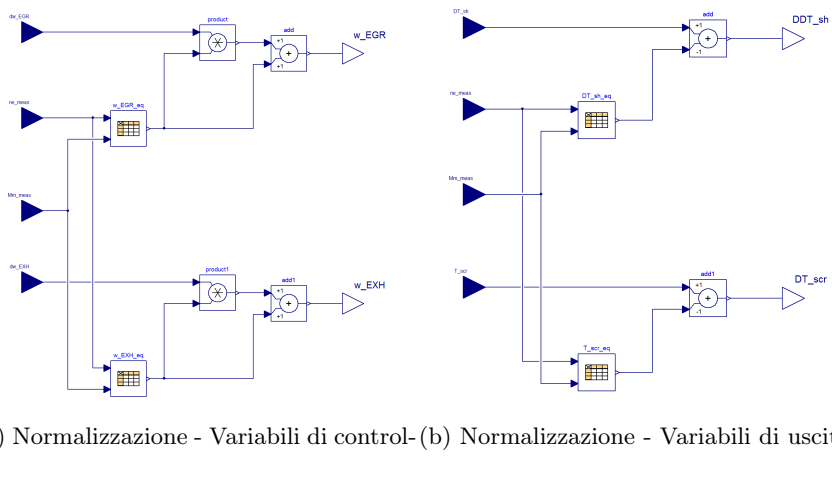 dw_EGR
product
add
w_EGR
+1
+1
ne_meas
w_EGR_eq
Mm_meas
dw_EXH
product1
add1
w_EXH
+1
+1
w_EXH_eq
DT_sh
add
DDT_sh
+1
-1
DT_sh_eq
Mm_meas
T_scr
add1
DT_scr
+1
-1
T_scr_eq
) Normalizzazione - Variabili di control-
(b) Normalizzazione - Variabili di uscit